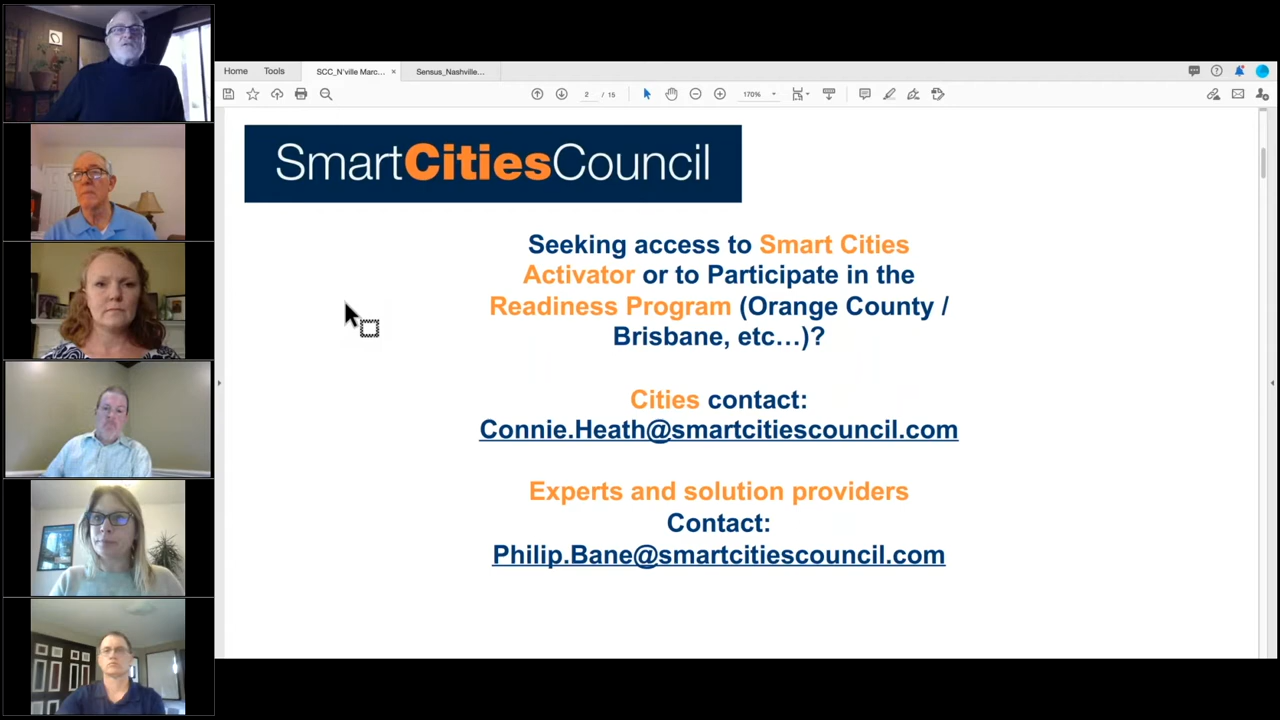 Home Tools SCC_N'ville Marc... × Sensus_Nashville...
2 / 15 170%
SmartCitiesCouncil
Seeking access to Smart Cities
Activator or to Participate in the
Readiness Program (Orange County /
Brisbane, etc…)?
Cities contact:
Connie.Heath@smartcitiescouncil.com
Experts and solution providers
Contact:
Philip.Bane@smartcitiescouncil.com